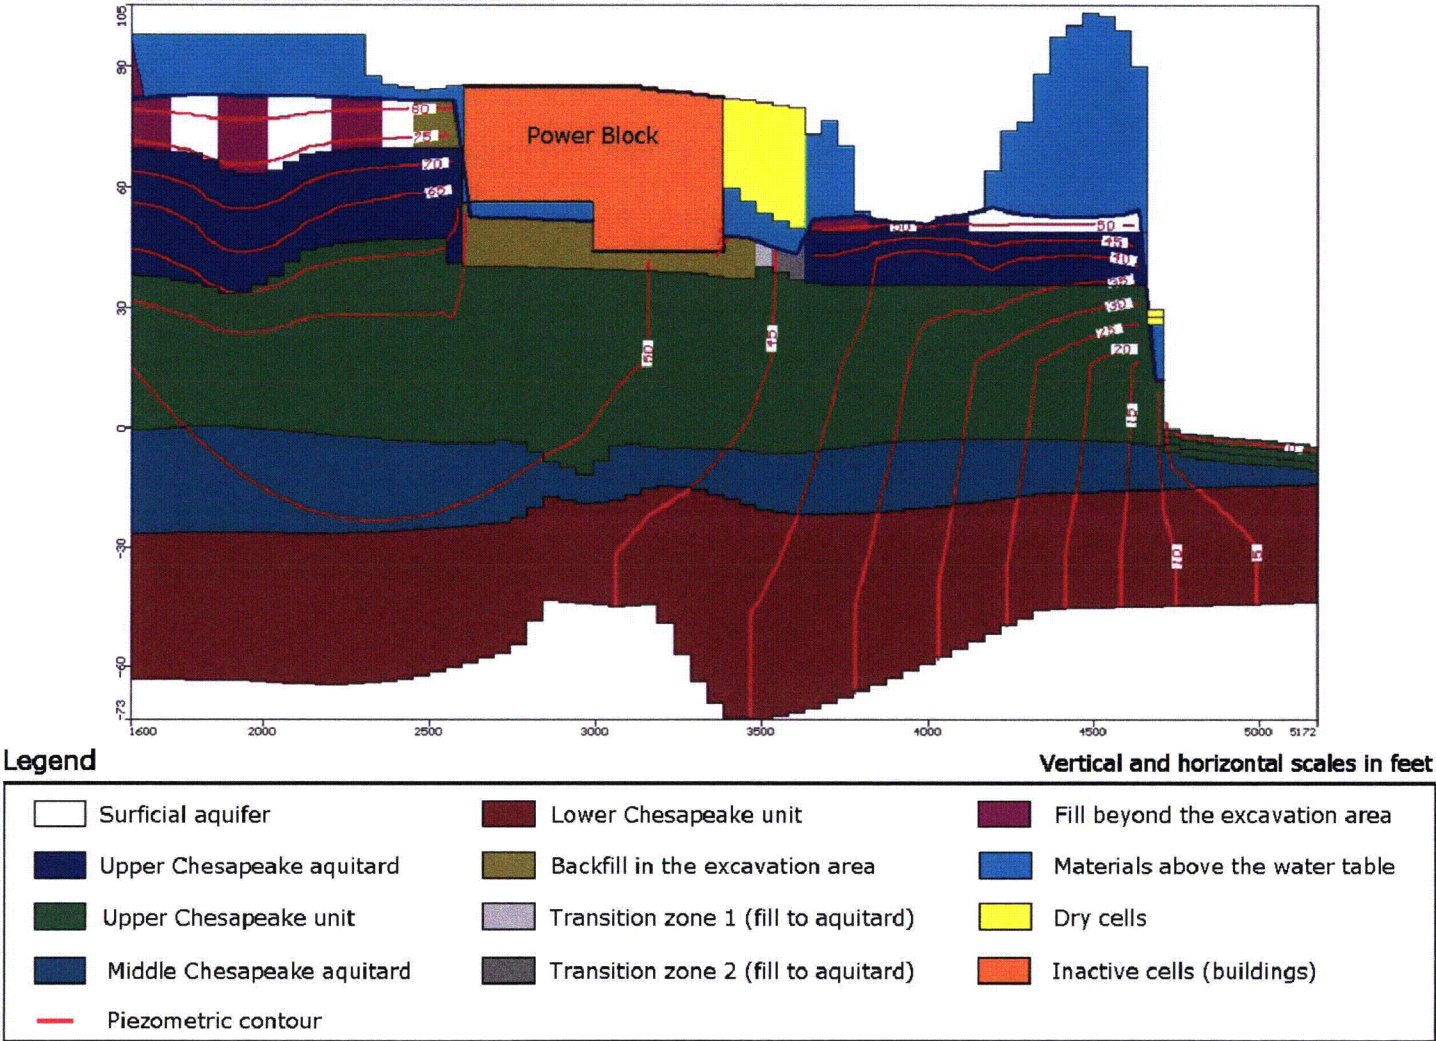 105
90
60
30
0
-30
-60
-73
80
75
70
65
Power Block
50
50
45
40
35
30
25
20
15
50
45
0
10
5
1600 2000 2500 3000 3500 4000 4500 5000 5172
Legend
Vertical and horizontal scales in feet
Surficial aquifer
Lower Chesapeake unit
Fill beyond the excavation area
Upper Chesapeake aquitard
Backfill in the excavation area
Materials above the water table
Upper Chesapeake unit
Transition zone 1 (fill to aquitard)
Dry cells
Middle Chesapeake aquitard
Transition zone 2 (fill to aquitard)
Inactive cells (buildings)
Piezometric contour